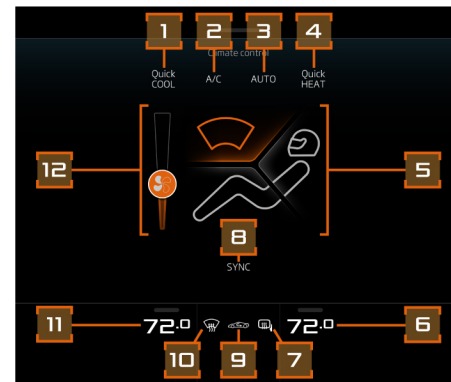 1 2 3 4
Climate control
Quick COOL A/C AUTO Quick HEAT
12 5
8
SYNC
11 72.0 72.0 6
10 9 7